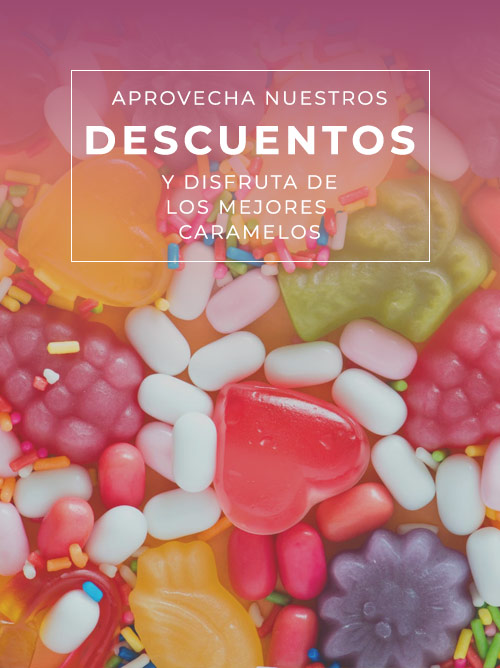 APROVECHA NUESTROS
DESCUENTOS
Y DISFRUTA DE
LOS MEJORES
CARAMELOS